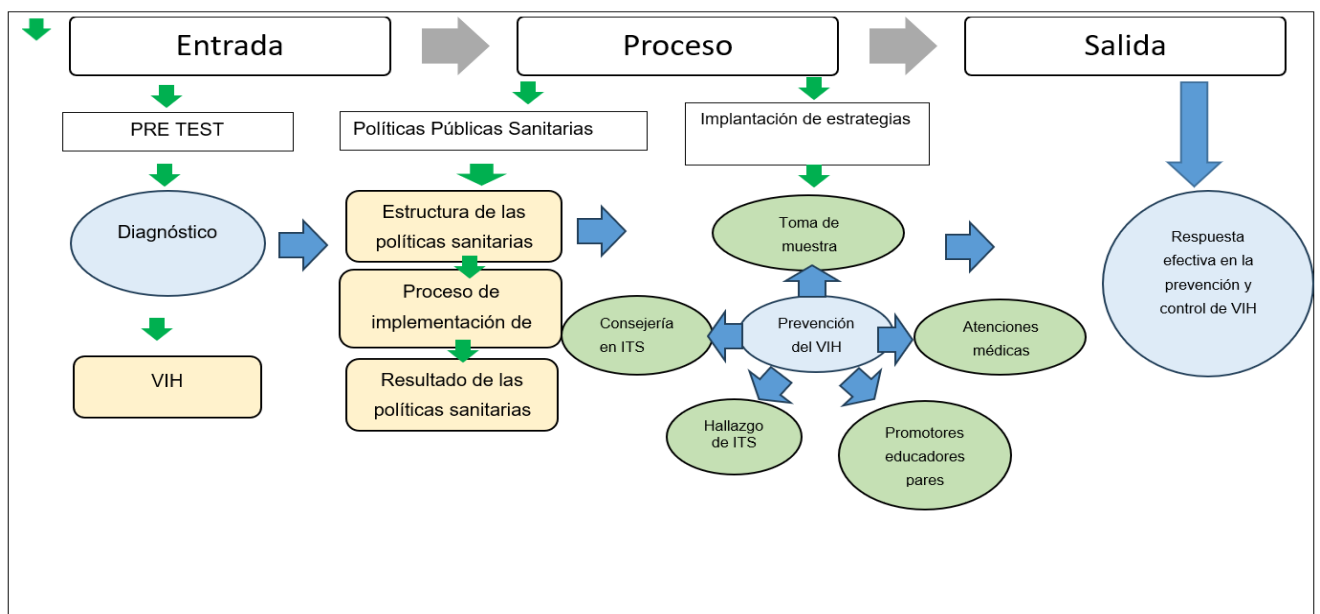 Entrada
Proceso
Salida
PRE TEST
Políticas Públicas Sanitarias
Implantación de estrategias
Diagnóstico
VIH
Estructura de las
políticas sanitarias
Proceso de
implementación de
Resultado de las
políticas sanitarias
Toma de
muestra
Consejería
en ITS
Prevención
del VIH
Atenciones
médicas
Hallazgo
de ITS
Promotores
educadores
pares
Respuesta
efectiva en la
prevención y
control de VIH